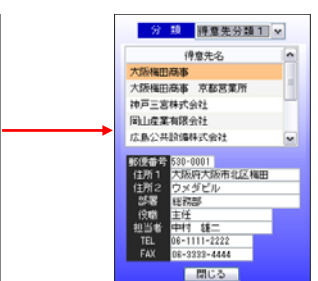 分類 得意先分類1
得意先名
大阪梅田商事
大阪梅田商事 京都営業所
神戸三宮株式会社
岡山産業有限会社
広島公共設備株式会社
郵便番号 530-0001
住所1 大阪府大阪市北区梅田
住所2 ウメダビル
部署 総務部
役職 主任
担当者 中村 雄二
TEL 06-1111-2222
FAX 06-3333-4444
閉じる